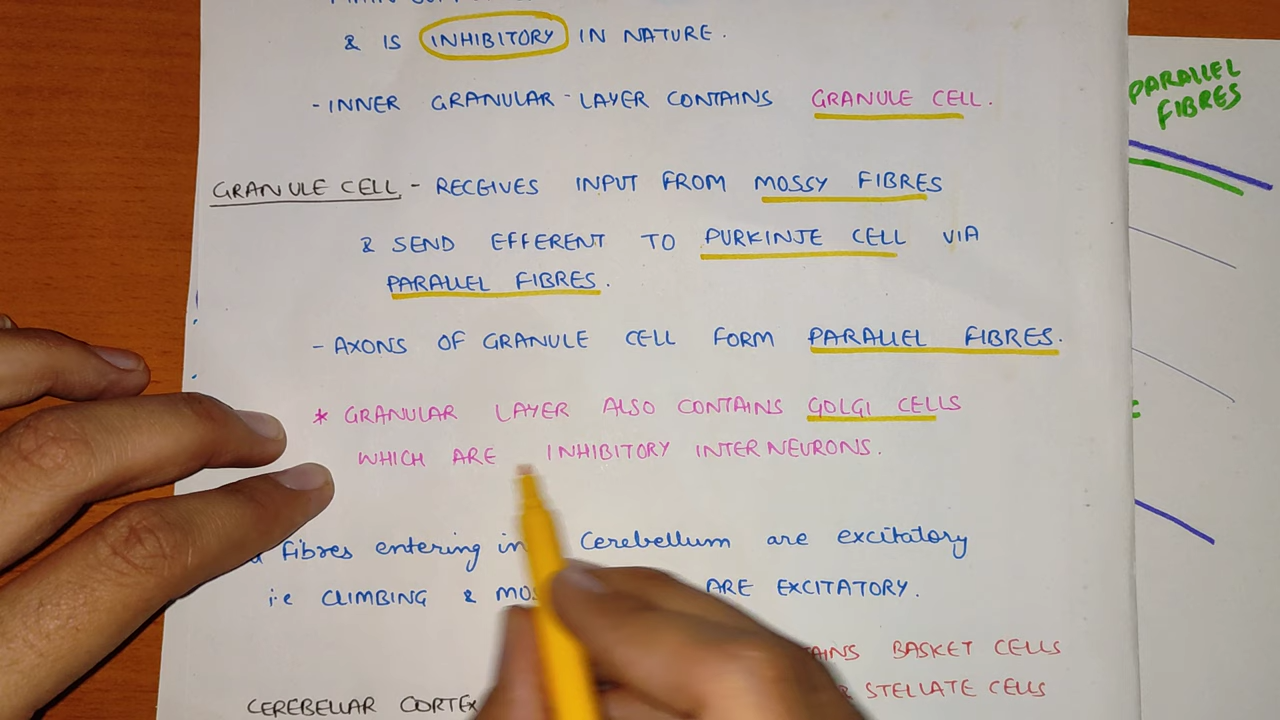 & IS INHIBITORY IN NATURE.
- INNER GRANULAR-LAYER CONTAINS GRANULE CELL.
GRANULE CELL - RECEIVES INPUT FROM MOSSY FIBRES
& SEND EFFERENT TO PURKINJE CELL VIA
PARALLEL FIBRES.
- AXONS OF GRANULE CELL FORM PARALLEL FIBRES.
* GRANULAR LAYER ALSO CONTAINS GOLGI CELLS
WHICH ARE INHIBITORY INTERNEURONS.
fibres entering in Cerebellum are excitatory
i.e CLIMBING & ARE EXCITATORY.
BASKET CELLS
STELLATE CELLS
CEREBELLAR
PARALLEL
FIBRES